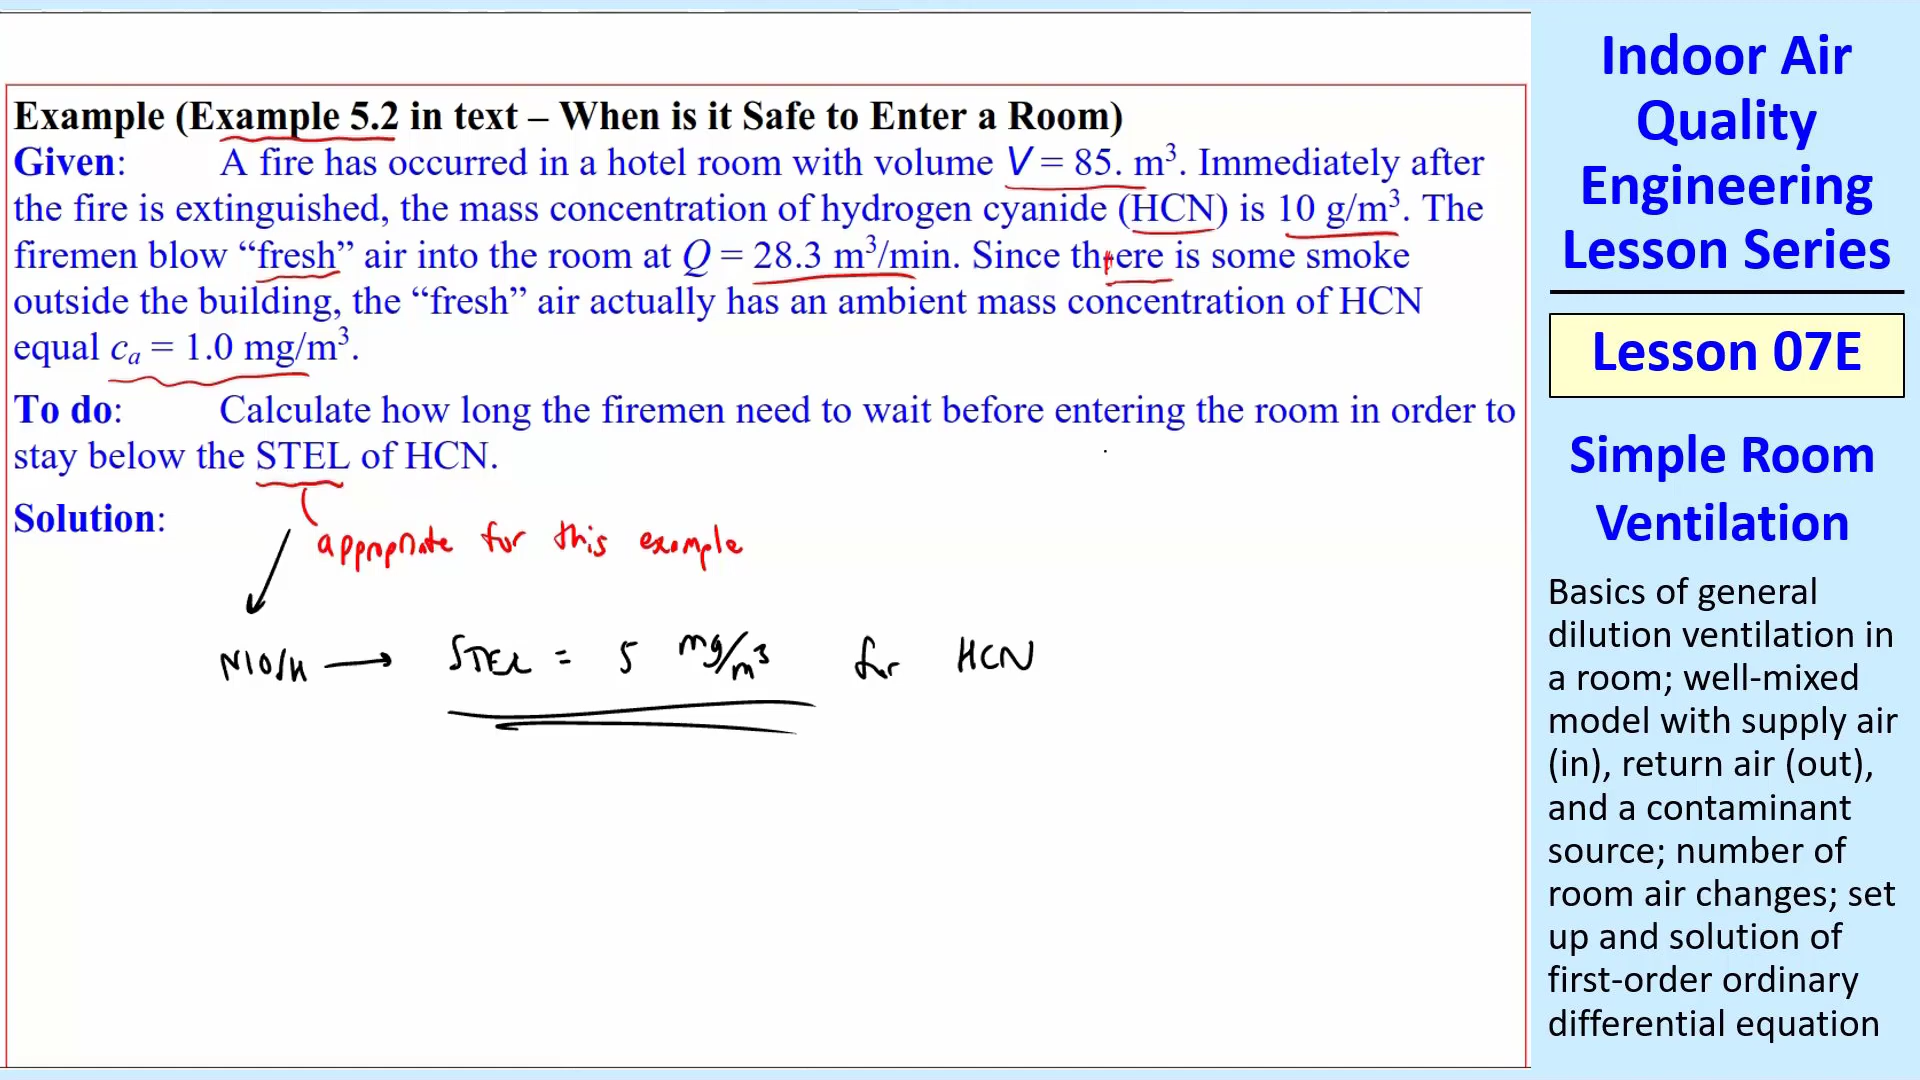 Example (Example 5.2 in text – When is it Safe to Enter a Room)
Given: A fire has occurred in a hotel room with volume V = 85. m³. Immediately after
the fire is extinguished, the mass concentration of hydrogen cyanide (HCN) is 10 g/m³. The
firemen blow “fresh” air into the room at Q = 28.3 m³/min. Since there is some smoke
outside the building, the “fresh” air actually has an ambient mass concentration of HCN
equal cₐ = 1.0 mg/m³.
To do: Calculate how long the firemen need to wait before entering the room in order to
stay below the STEL of HCN.
Solution:
appropriate for this example
NIOSH → STEL = 5 mg/m³ for HCN
Indoor Air
Quality
Engineering
Lesson Series
Lesson 07E
Simple Room
Ventilation
Basics of general
dilution ventilation in
a room; well-mixed
model with supply air
(in), return air (out),
and a contaminant
source; number of
room air changes; set
up and solution of
first-order ordinary
differential equation